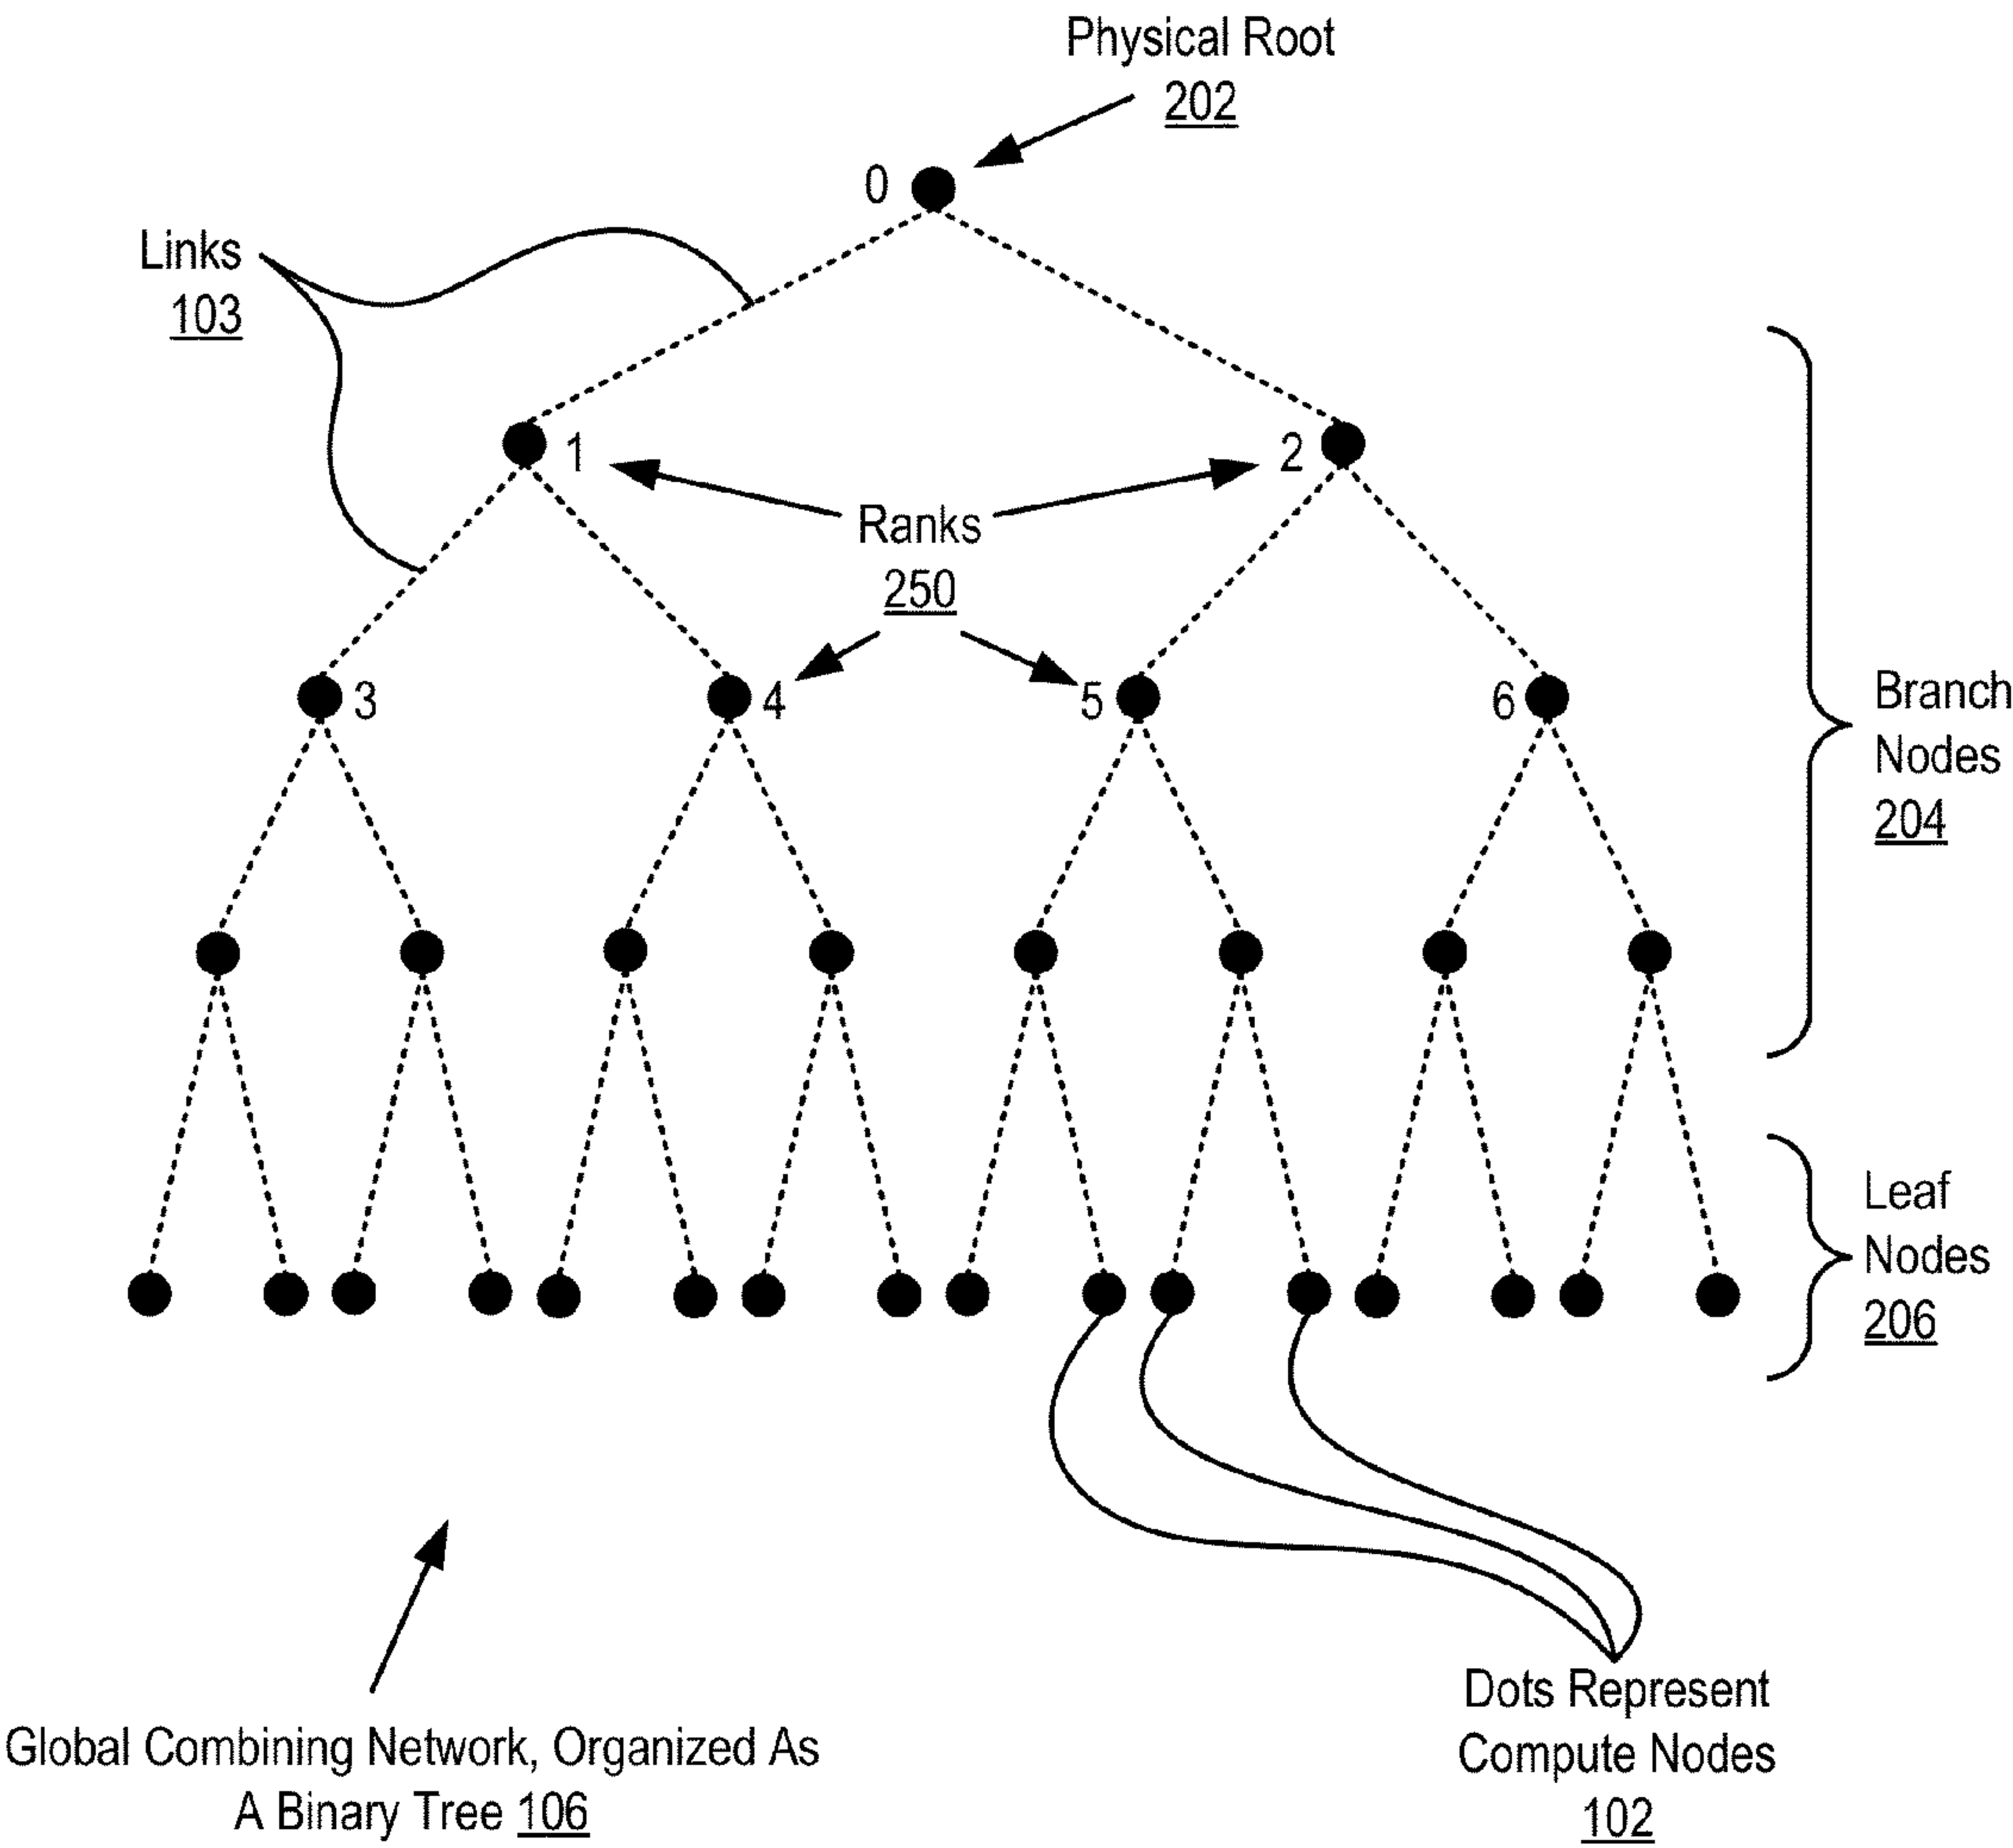 Physical Root
202
0
Links
103
1
2
Ranks
250
3
4
5
6
Branch
Nodes
204
Leaf
Nodes
206
Global Combining Network, Organized As
A Binary Tree 106
Dots Represent
Compute Nodes
102